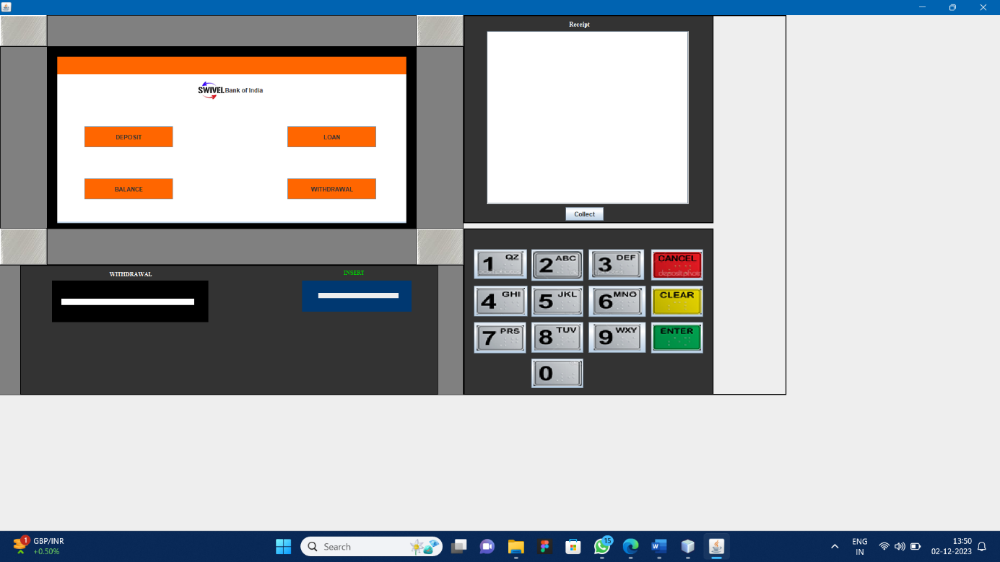 Receipt
SWIVEL Bank of India
DEPOSIT
LOAN
BALANCE
WITHDRAWAL
Collect
WITHDRAWAL
INSERT
1 QZ
2 ABC
3 DEF
CANCEL
depositphotos
4 GHI
5 JKL
6 MNO
CLEAR
7 PRS
8 TUV
9 WXY
ENTER
0
1
GBP/INR
+0.50%
Search
15
ENG
IN
13:50
02-12-2023